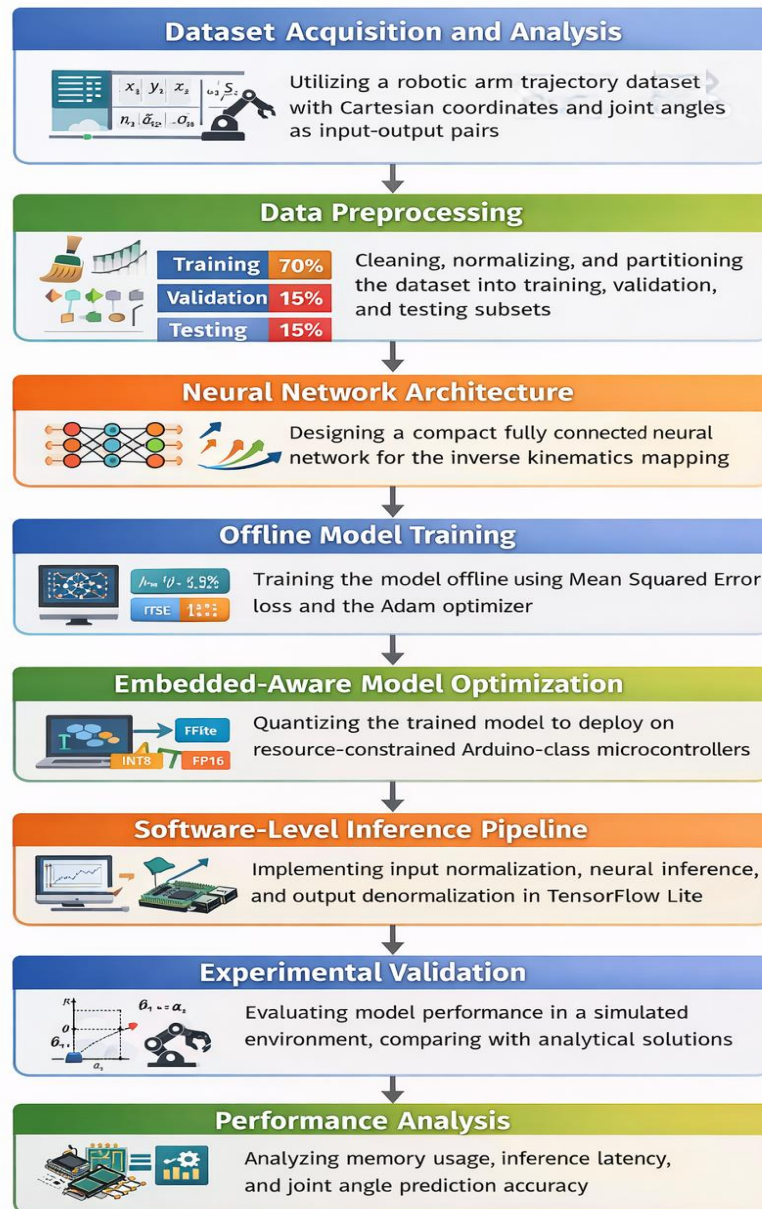 Dataset Acquisition and Analysis
Utilizing a robotic arm trajectory dataset
with Cartesian coordinates and joint angles
as input-output pairs
Data Preprocessing
Training 70%
Validation 15%
Testing 15%
Cleaning, normalizing, and partitioning
the dataset into training, validation,
and testing subsets
Neural Network Architecture
Designing a compact fully connected neural
network for the inverse kinematics mapping
Offline Model Training
Training the model offline using Mean Squared Error
loss and the Adam optimizer
Embedded-Aware Model Optimization
FFlte
INT8
FP16
Quantizing the trained model to deploy on
resource-constrained Arduino-class microcontrollers
Software-Level Inference Pipeline
Implementing input normalization, neural inference,
and output denormalization in TensorFlow Lite
Experimental Validation
Evaluating model performance in a simulated
environment, comparing with analytical solutions
Performance Analysis
Analyzing memory usage, inference latency,
and joint angle prediction accuracy